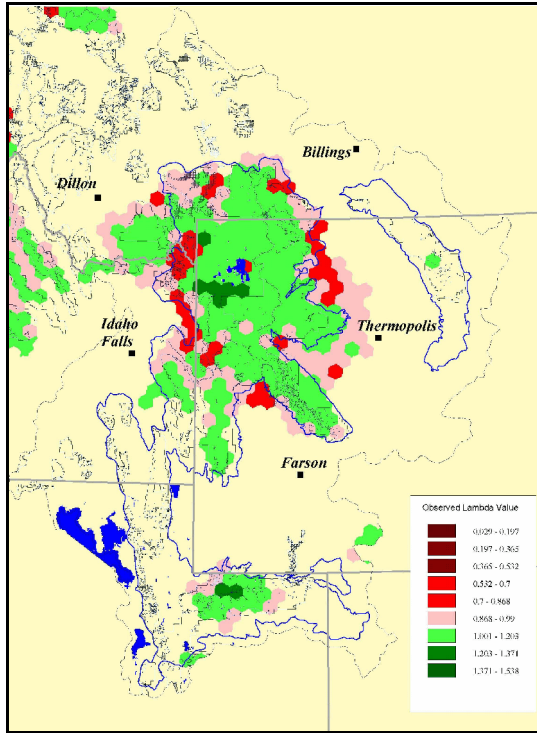 Billings
Dillon
Idaho
Falls
Thermopolis
Farson
Observed Lambda Value
0.029 - 0.197
0.197 - 0.365
0.365 - 0.532
0.532 - 0.7
0.7 - 0.868
0.868 - 0.99
1.001 - 1.203
1.203 - 1.371
1.371 - 1.538